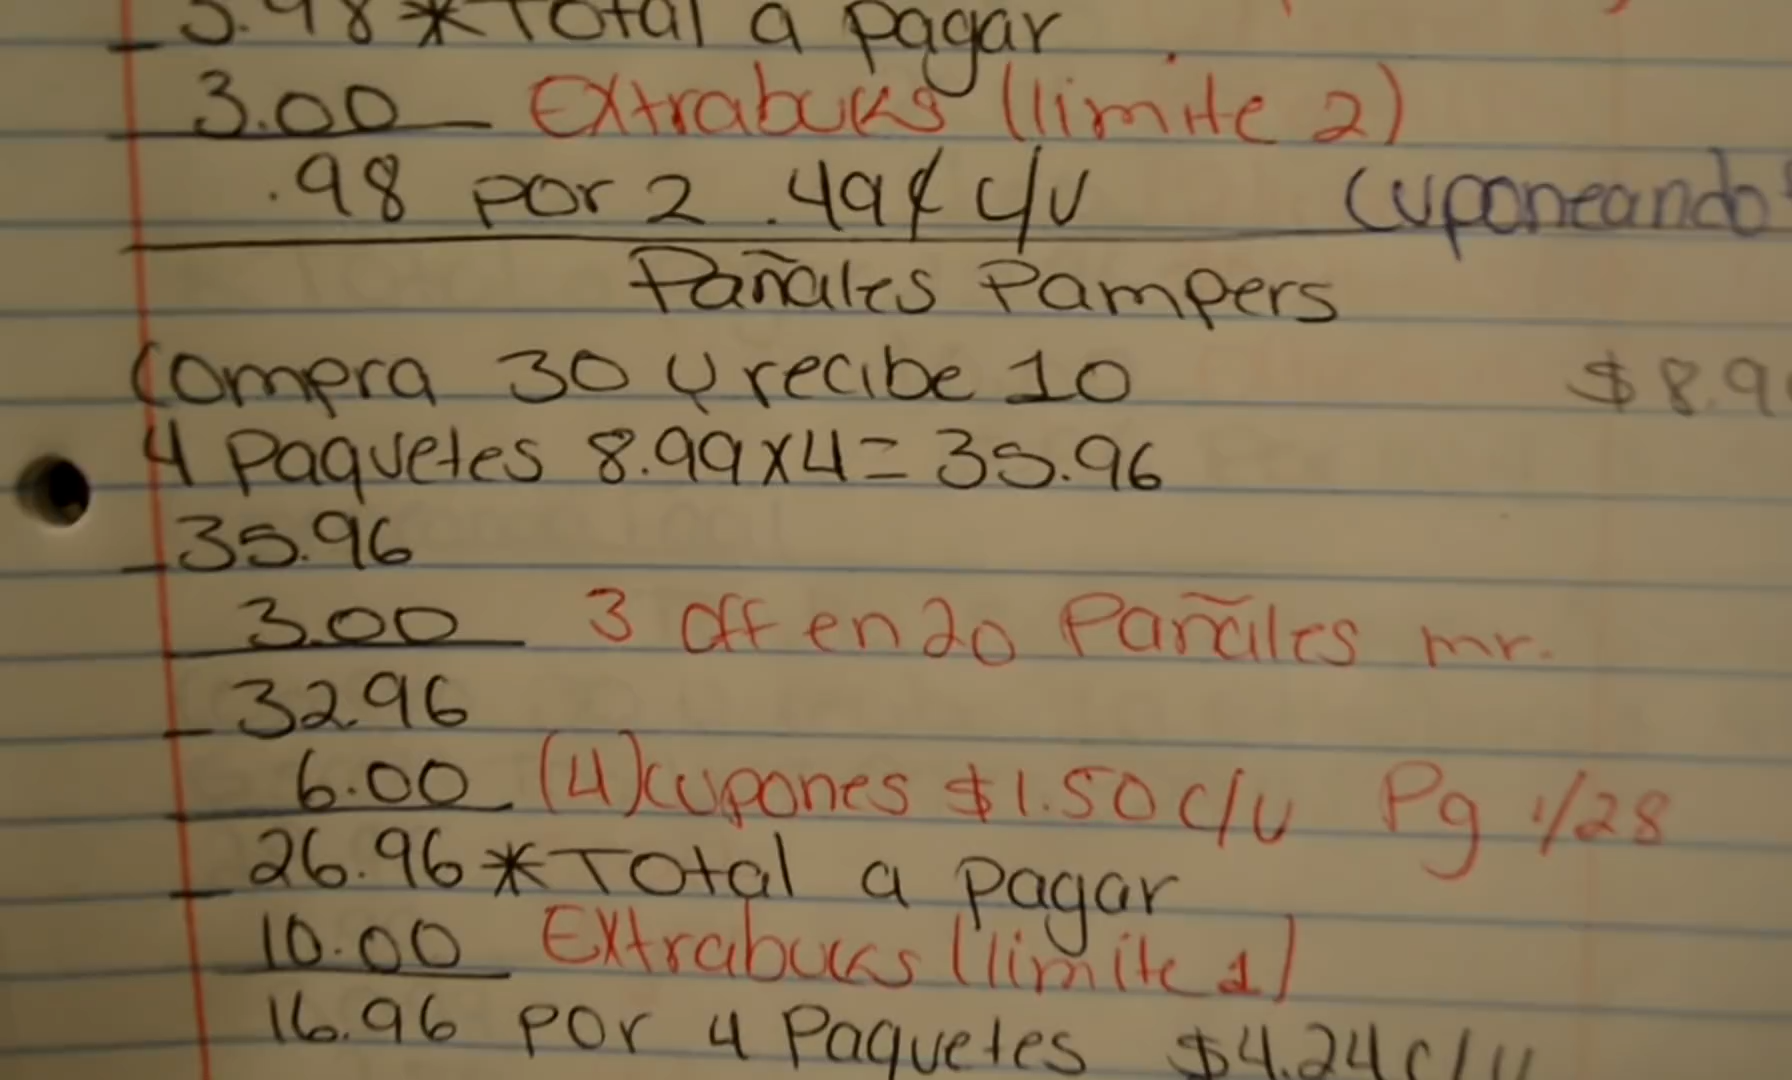 3.98 *Total a pagar
3.00 Extrabucks (limite 2)
.98 por 2 .49¢ c/u Cuponeando
Pañales Pampers
Compra 30 y recibe 10 $8.9
4 Paquetes 8.99x4=35.96
35.96
3.00 3 off en 20 Pañales mr.
32.96
6.00 (4)cupones $1.50 c/u Pg 1/28
26.96 *Total a pagar
10.00 Extrabucks (limite 1)
16.96 por 4 Paquetes $4.24 c/u